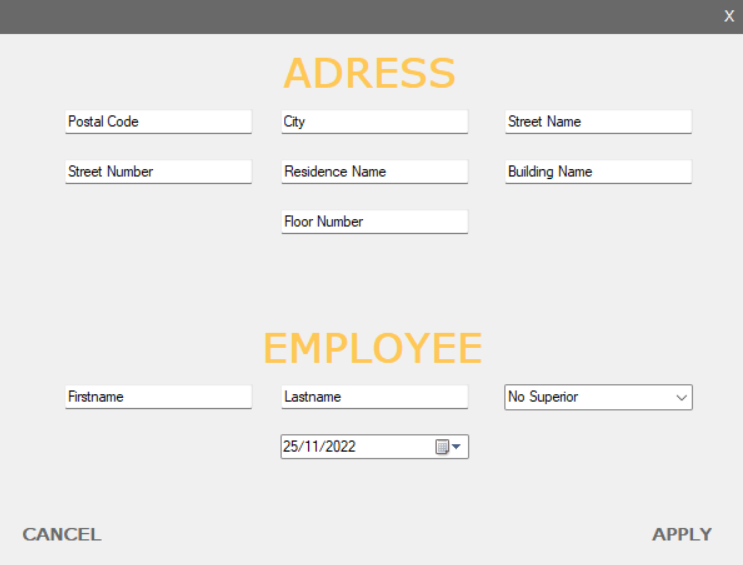 X
ADRESS
Postal Code City Street Name
Street Number Residence Name Building Name
Floor Number
EMPLOYEE
Firstname Lastname No Superior
25/11/2022
CANCEL APPLY